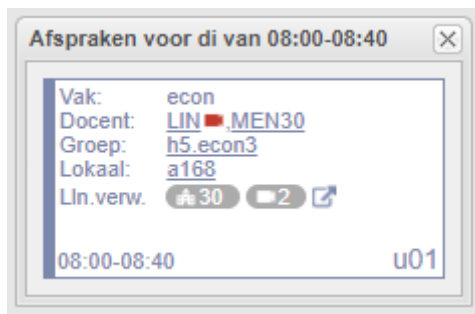 Afspraken voor di van 08:00-08:40
Vak: econ
Docent: LIN ,MEN30
Groep: h5.econ3
Lokaal: a168
Lln.verw. 30 2
08:00-08:40 u01